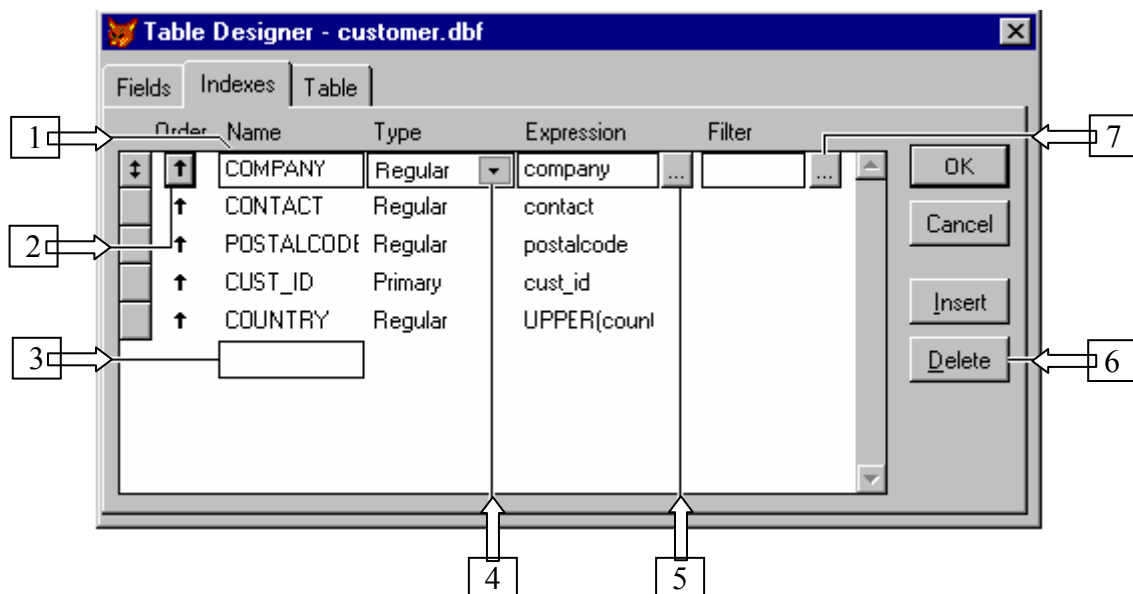 Table Designer - customer.dbf
Fields Indexes Table
Order Name Type Expression Filter
1
7
COMPANY Regular company ... ... OK
CONTACT Regular contact
Cancel
2
POSTALCODE Regular postalcode
CUST_ID Primary cust_id
Insert
COUNTRY Regular UPPER(count
3
Delete
6
4
5